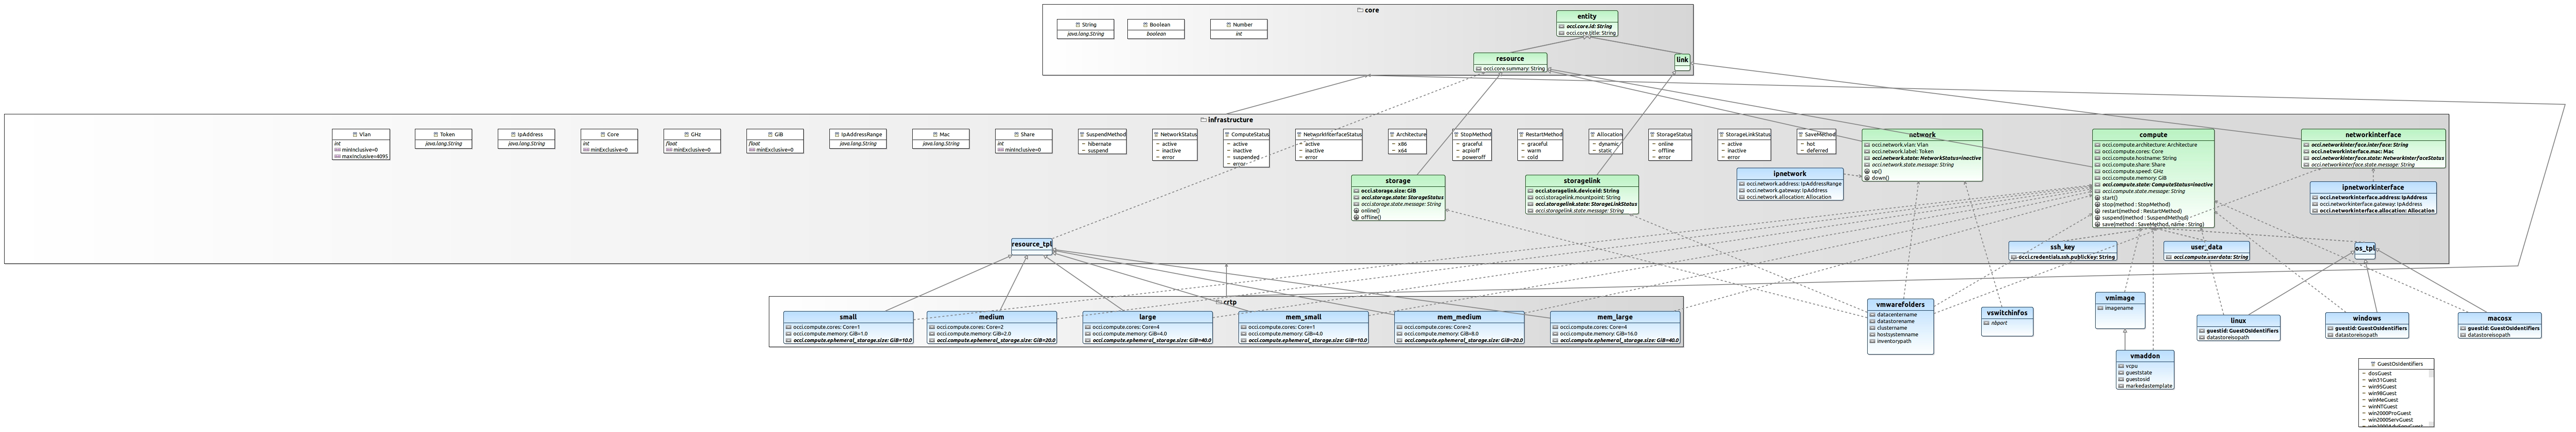 core
String
java.lang.String
Boolean
boolean
Number
int
entity
occi.core.id: String
occi.core.title: String
resource
occi.core.summary: String
link
infrastructure
Vlan
int
minInclusive=0
maxInclusive=4095
Token
java.lang.String
IpAddress
java.lang.String
Core
int
minExclusive=0
GHz
float
minExclusive=0
GiB
float
minExclusive=0
IpAddressRange
java.lang.String
Mac
java.lang.String
Share
int
minInclusive=0
SuspendMethod
hibernate
suspend
NetworkStatus
active
inactive
error
ComputeStatus
active
inactive
suspended
error
NetworkInterfaceStatus
active
inactive
error
Architecture
x86
x64
StopMethod
graceful
acpioff
poweroff
RestartMethod
graceful
warm
cold
Allocation
dynamic
static
StorageStatus
online
offline
error
StorageLinkStatus
active
inactive
error
SaveMethod
hot
deferred
network
occi.network.vlan: Vlan
occi.network.label: Token
occi.network.state: NetworkStatus=inactive
occi.network.state.message: String
up()
down()
compute
occi.compute.architecture: Architecture
occi.compute.cores: Core
occi.compute.hostname: String
occi.compute.share: Share
occi.compute.speed: GHz
occi.compute.memory: GiB
occi.compute.state: ComputeStatus=inactive
occi.compute.state.message: String
start()
stop(method : StopMethod)
restart(method : RestartMethod)
suspend(method : SuspendMethod)
save(method : SaveMethod, name : String)
networkinterface
occi.networkinterface.interface: String
occi.networkinterface.mac: Mac
occi.networkinterface.state: NetworkInterfaceStatus
occi.networkinterface.state.message: String
storage
occi.storage.size: GiB
occi.storage.state: StorageStatus
occi.storage.state.message: String
online()
offline()
storagelink
occi.storagelink.deviceid: String
occi.storagelink.mountpoint: String
occi.storagelink.state: StorageLinkStatus
occi.storagelink.state.message: String
ipnetwork
occi.network.address: IpAddressRange
occi.network.gateway: IpAddress
occi.network.allocation: Allocation
ipnetworkinterface
occi.networkinterface.address: IpAddress
occi.networkinterface.gateway: IpAddress
occi.networkinterface.allocation: Allocation
resource_tpl
ssh_key
occi.credentials.ssh.publickey: String
user_data
occi.compute.userdata: String
os_tpl
crtp
small
occi.compute.cores: Core=1
occi.compute.memory: GiB=1.0
occi.compute.ephemeral_storage.size: GiB=10.0
medium
occi.compute.cores: Core=2
occi.compute.memory: GiB=2.0
occi.compute.ephemeral_storage.size: GiB=20.0
large
occi.compute.cores: Core=4
occi.compute.memory: GiB=4.0
occi.compute.ephemeral_storage.size: GiB=40.0
mem_small
occi.compute.cores: Core=1
occi.compute.memory: GiB=4.0
occi.compute.ephemeral_storage.size: GiB=10.0
mem_medium
occi.compute.cores: Core=2
occi.compute.memory: GiB=8.0
occi.compute.ephemeral_storage.size: GiB=20.0
mem_large
occi.compute.cores: Core=4
occi.compute.memory: GiB=16.0
occi.compute.ephemeral_storage.size: GiB=40.0
vmwarefolders
datacentername
datastorename
clustername
hostsystemname
inventorypath
vswitchinfos
nbport
vmimage
imagename
vmaddon
vcpu
gueststate
guestosid
markedastemplate
linux
guestid: GuestOsIdentifiers
datastoreisopath
windows
guestid: GuestOsIdentifiers
datastoreisopath
macosx
guestid: GuestOsIdentifiers
datastoreisopath
GuestOsIdentifiers
dosGuest
win31Guest
win95Guest
win98Guest
winMeGuest
winNTGuest
win2000ProGuest
win2000ServGuest
win2000AdvServGuest